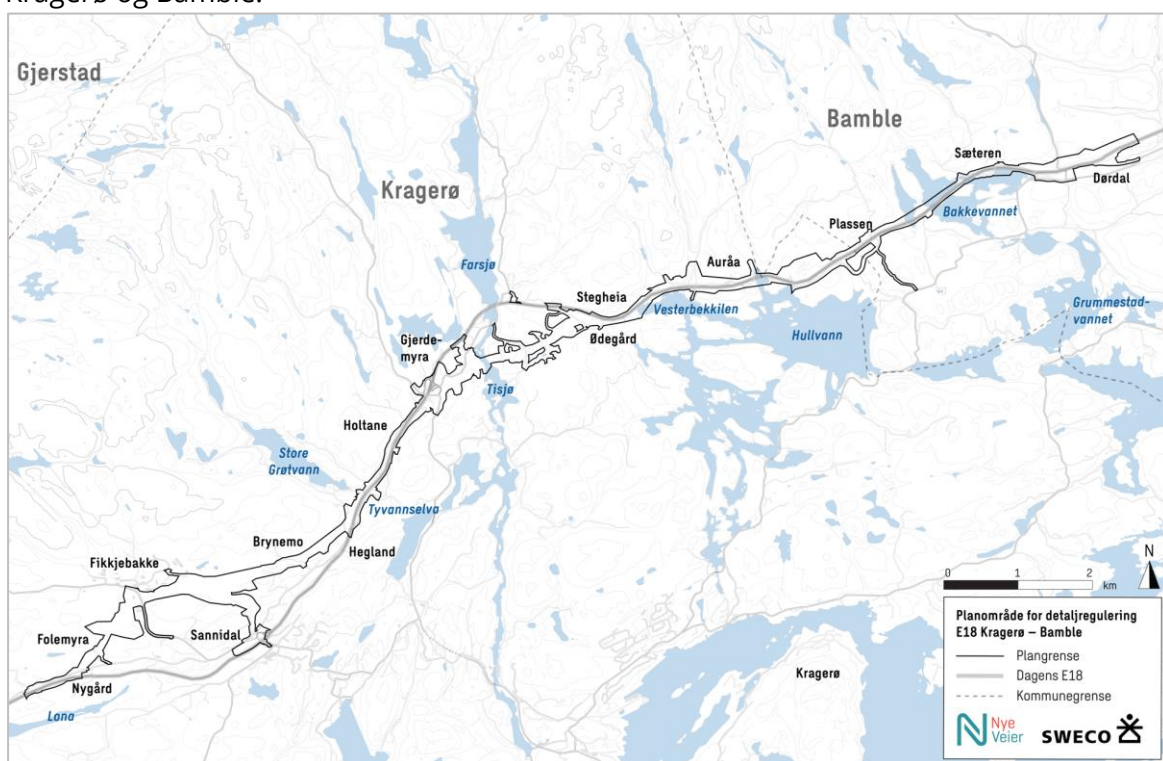 Kragerø og Bamble.
Gjerstad
Bamble
Sæteren
Dørdal
Kragerø
Bakkevannet
Plassen
Farsjø
Auråa
Stegheia
Vesterbekkilen
Grummestad-
vannet
Ødegård
Hullvann
Gjerde-
myra
Tisjø
Holtane
Store
Grøtvann
Tyvannselva
Brynemo
Hegland
Fikkjebakke
Folemyra
Sannidal
Nygård
Lona
Kragerø
N
0 1 2
km
Planområde for detaljregulering
E18 Kragerø – Bamble
Plangrense
Dagens E18
Kommunegrense
Nye
Veier
SWECO